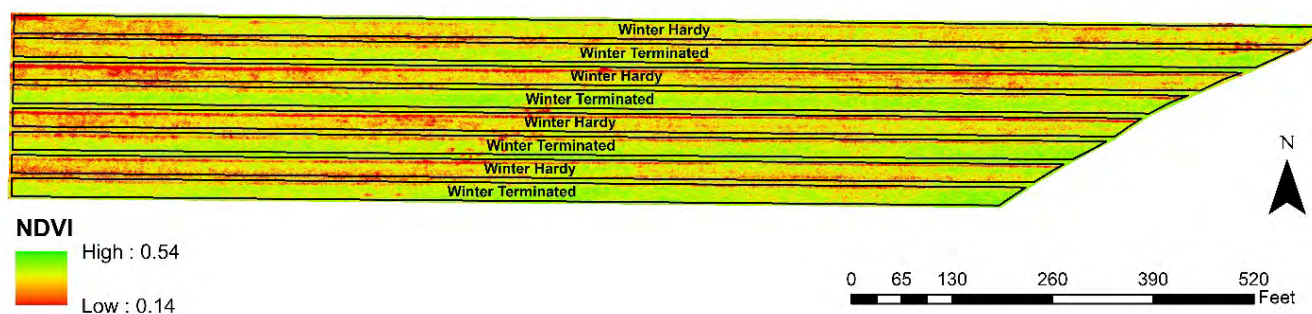 Winter Hardy
Winter Terminated
Winter Hardy
Winter Terminated
Winter Hardy
Winter Terminated
Winter Hardy
Winter Terminated
N
NDVI
High : 0.54
Low : 0.14
0 65 130 260 390 520
Feet